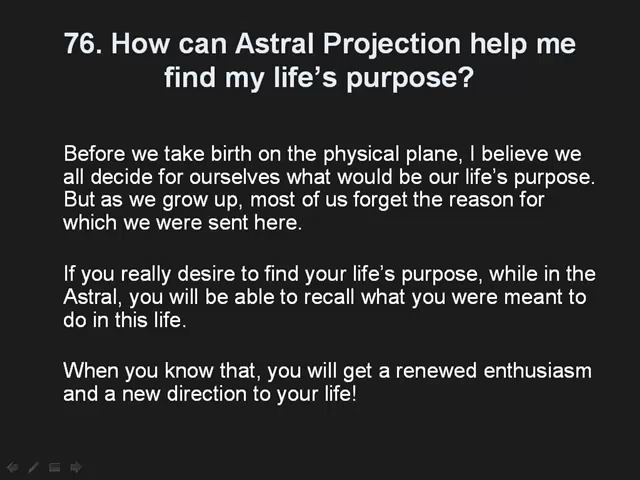 76. How can Astral Projection help me
find my life's purpose?
Before we take birth on the physical plane, I believe we
all decide for ourselves what would be our life's purpose.
But as we grow up, most of us forget the reason for
which we were sent here.
If you really desire to find your life's purpose, while in the
Astral, you will be able to recall what you were meant to
do in this life.
When you know that, you will get a renewed enthusiasm
and a new direction to your life!